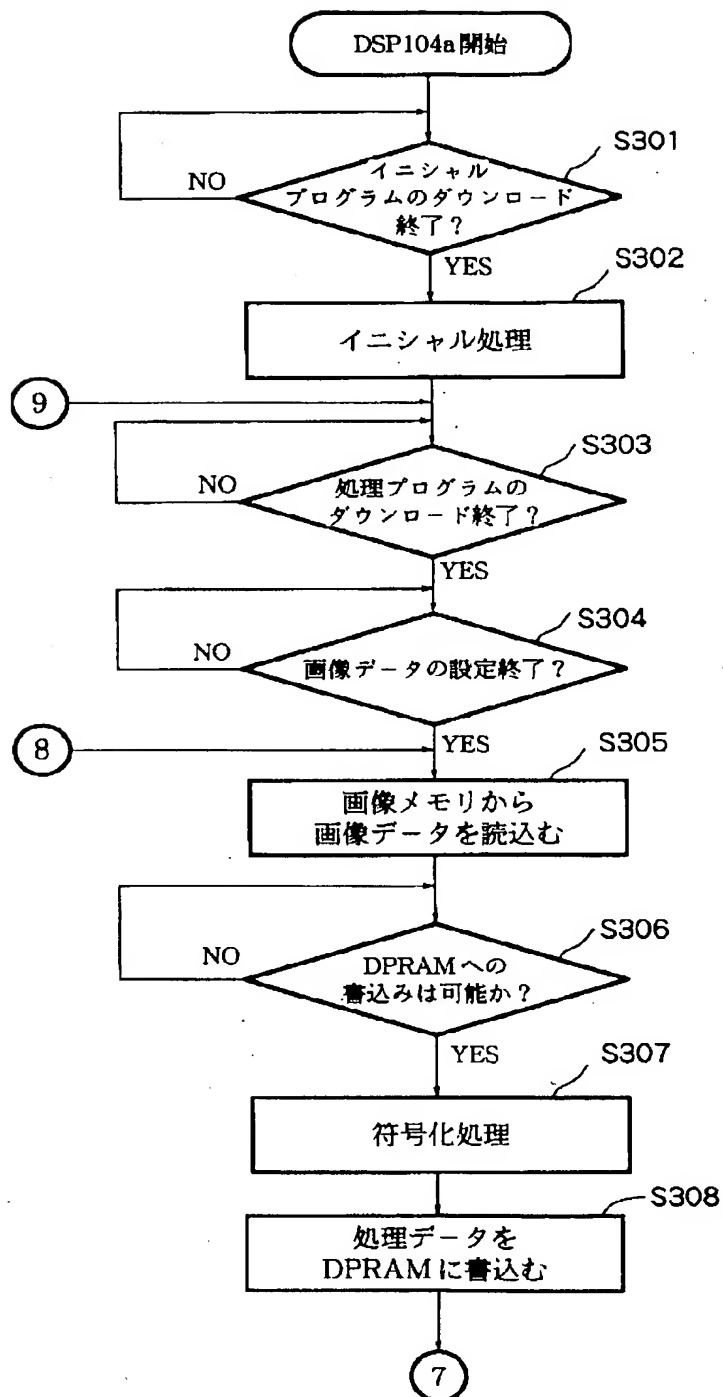 DSP104a開始
S301
イニシャル
プログラムのダウンロード
終了？
NO
YES
S302
イニシャル処理
9
S303
処理プログラムの
ダウンロード終了？
NO
YES
S304
画像データの設定終了？
NO
YES
8
S305
画像メモリから
画像データを読込む
S306
DPRAMへの
書込みは可能か？
NO
YES
S307
符号化処理
S308
処理データを
DPRAMに書込む
7